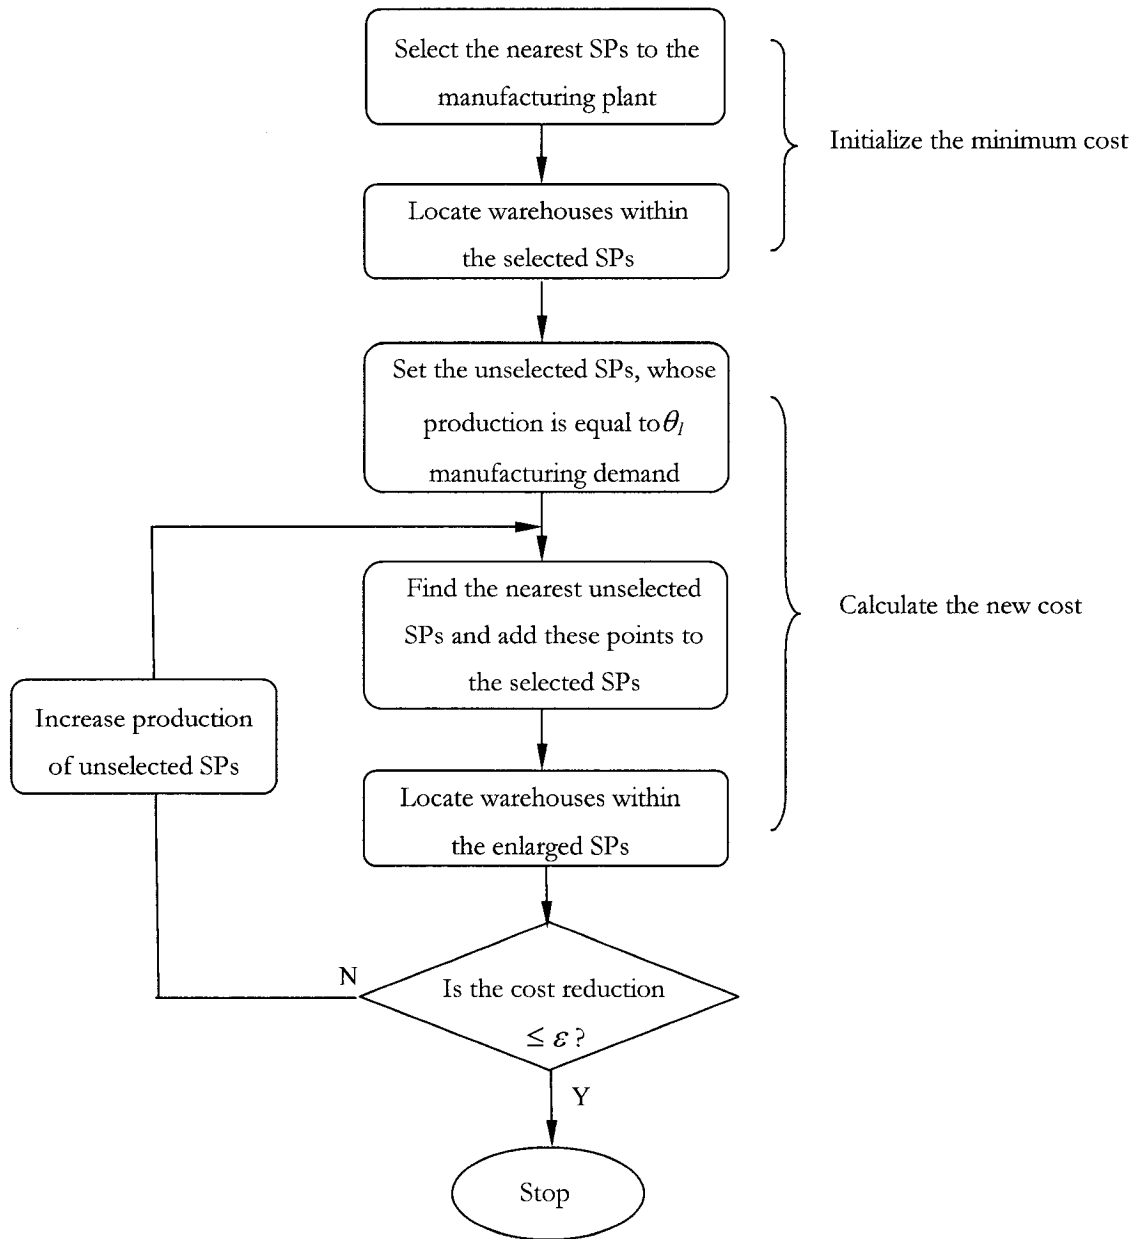 Select the nearest SPs to the
manufacturing plant
Initialize the minimum cost
Locate warehouses within
the selected SPs
Set the unselected SPs, whose
production is equal to θ_l
manufacturing demand
Find the nearest unselected
SPs and add these points to
the selected SPs
Calculate the new cost
Increase production
of unselected SPs
Locate warehouses within
the enlarged SPs
N
Is the cost reduction
≤ ε ?
Y
Stop